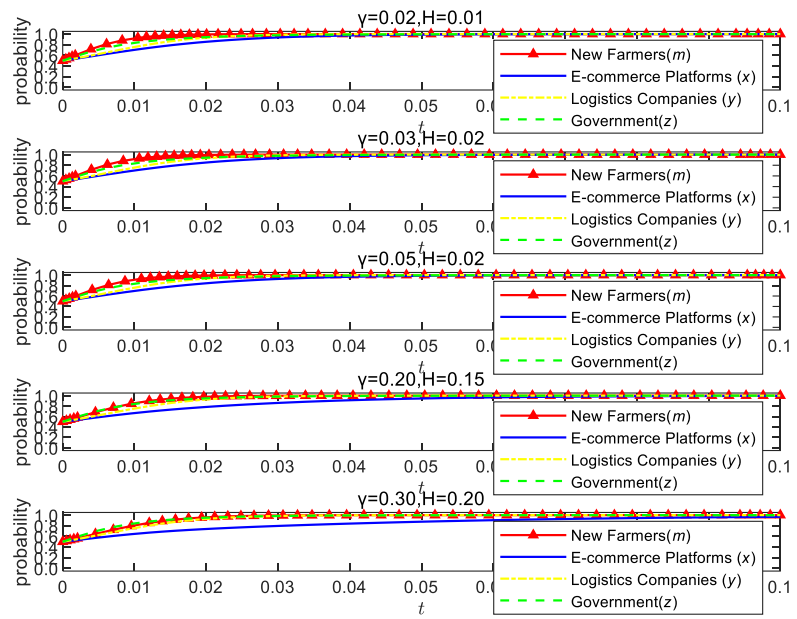 γ=0.02,H=0.01
probability
1.0
0.8
0.6
0.4
0.2
0.0
0 0.01 0.02 0.03 0.04 0.05 0.1
t
New Farmers(m)
E-commerce Platforms (x)
Logistics Companies (y)
Government(z)
γ=0.03,H=0.02
probability
1.0
0.8
0.6
0.4
0.2
0.0
0 0.01 0.02 0.03 0.04 0.05 0.1
t
New Farmers(m)
E-commerce Platforms (x)
Logistics Companies (y)
Government(z)
γ=0.05,H=0.02
probability
1.0
0.8
0.6
0.4
0.2
0.0
0 0.01 0.02 0.03 0.04 0.05 0.1
t
New Farmers(m)
E-commerce Platforms (x)
Logistics Companies (y)
Government(z)
γ=0.20,H=0.15
probability
1.0
0.8
0.6
0.4
0.2
0.0
0 0.01 0.02 0.03 0.04 0.05 0.1
t
New Farmers(m)
E-commerce Platforms (x)
Logistics Companies (y)
Government(z)
γ=0.30,H=0.20
probability
1.0
0.8
0.6
0.4
0.2
0.0
0 0.01 0.02 0.03 0.04 0.05 0.1
t
New Farmers(m)
E-commerce Platforms (x)
Logistics Companies (y)
Government(z)